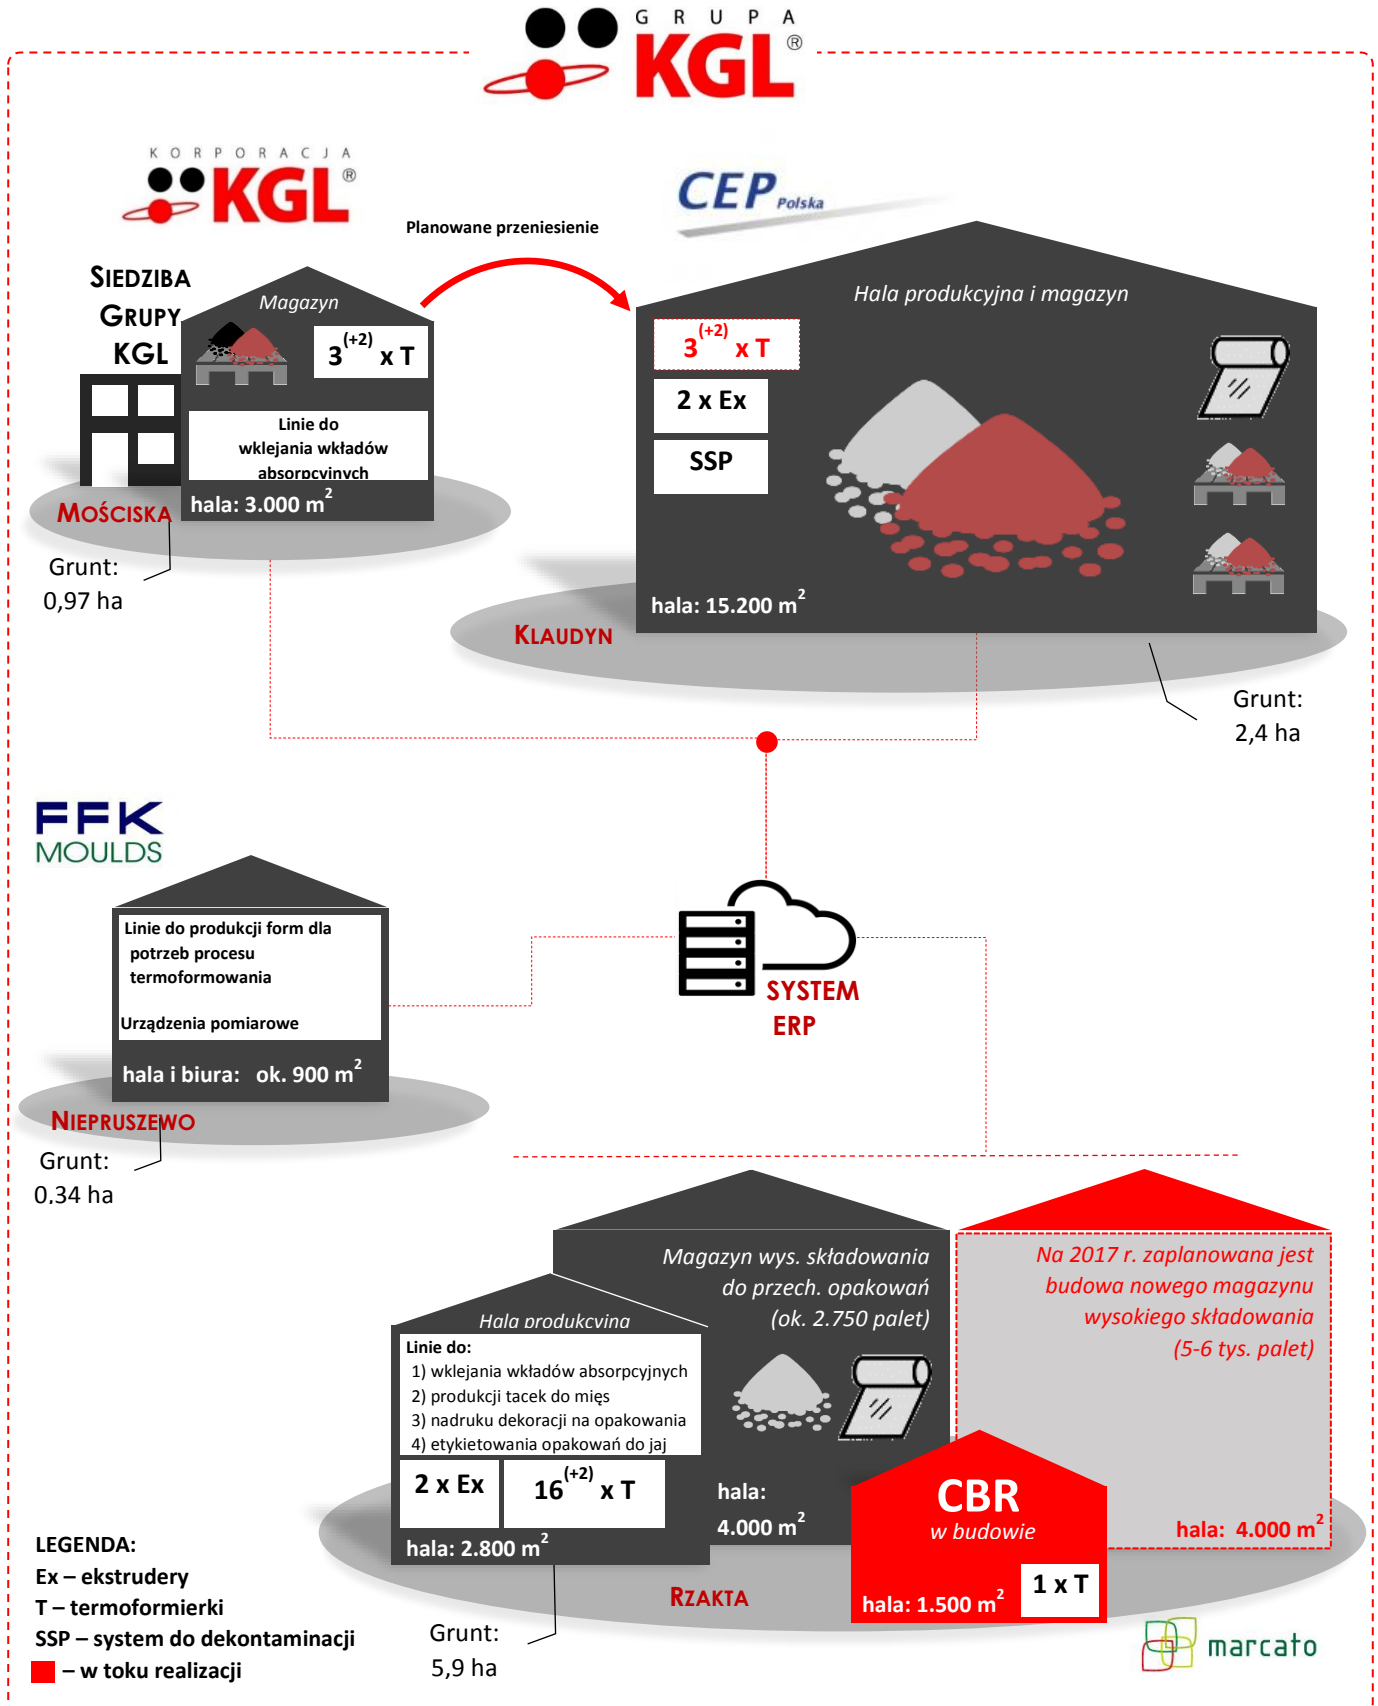 GRUPA
KGL®
KORPORACJA
KGL®
CEP Polska
Planowane przeniesienie
SIEDZIBA
GRUPY
KGL
Magazyn
3(+2) x T
Linie do
wklejania wkładów
absorpcyjnych
hala: 3.000 m2
MOŚCISKA
Grunt:
0,97 ha
Hala produkcyjna i magazyn
3(+2) x T
2 x Ex
SSP
hala: 15.200 m2
KLAUDYN
Grunt:
2,4 ha
FFK
MOULDS
Linie do produkcji form dla
potrzeb procesu
termoformowania
Urządzenia pomiarowe
hala i biura: ok. 900 m2
NIEPRUSZEWO
Grunt:
0,34 ha
SYSTEM
ERP
Magazyn wys. składowania
do przech. opakowań
(ok. 2.750 palet)
hala:
4.000 m2
Na 2017 r. zaplanowana jest
budowa nowego magazynu
wysokiego składowania
(5-6 tys. palet)
hala: 4.000 m2
Hala produkcyjna
Linie do:
1) wklejania wkładów absorpcyjnych
2) produkcji tacek do mięs
3) nadruku dekoracji na opakowania
4) etykietowania opakowań do jaj
2 x Ex
16(+2) x T
hala: 2.800 m2
CBR
w budowie
1 x T
hala: 1.500 m2
RZAKTA
Grunt:
5,9 ha
LEGENDA:
Ex – ekstrudery
T – termoformierki
SSP – system do dekontaminacji
– w toku realizacji
marcato